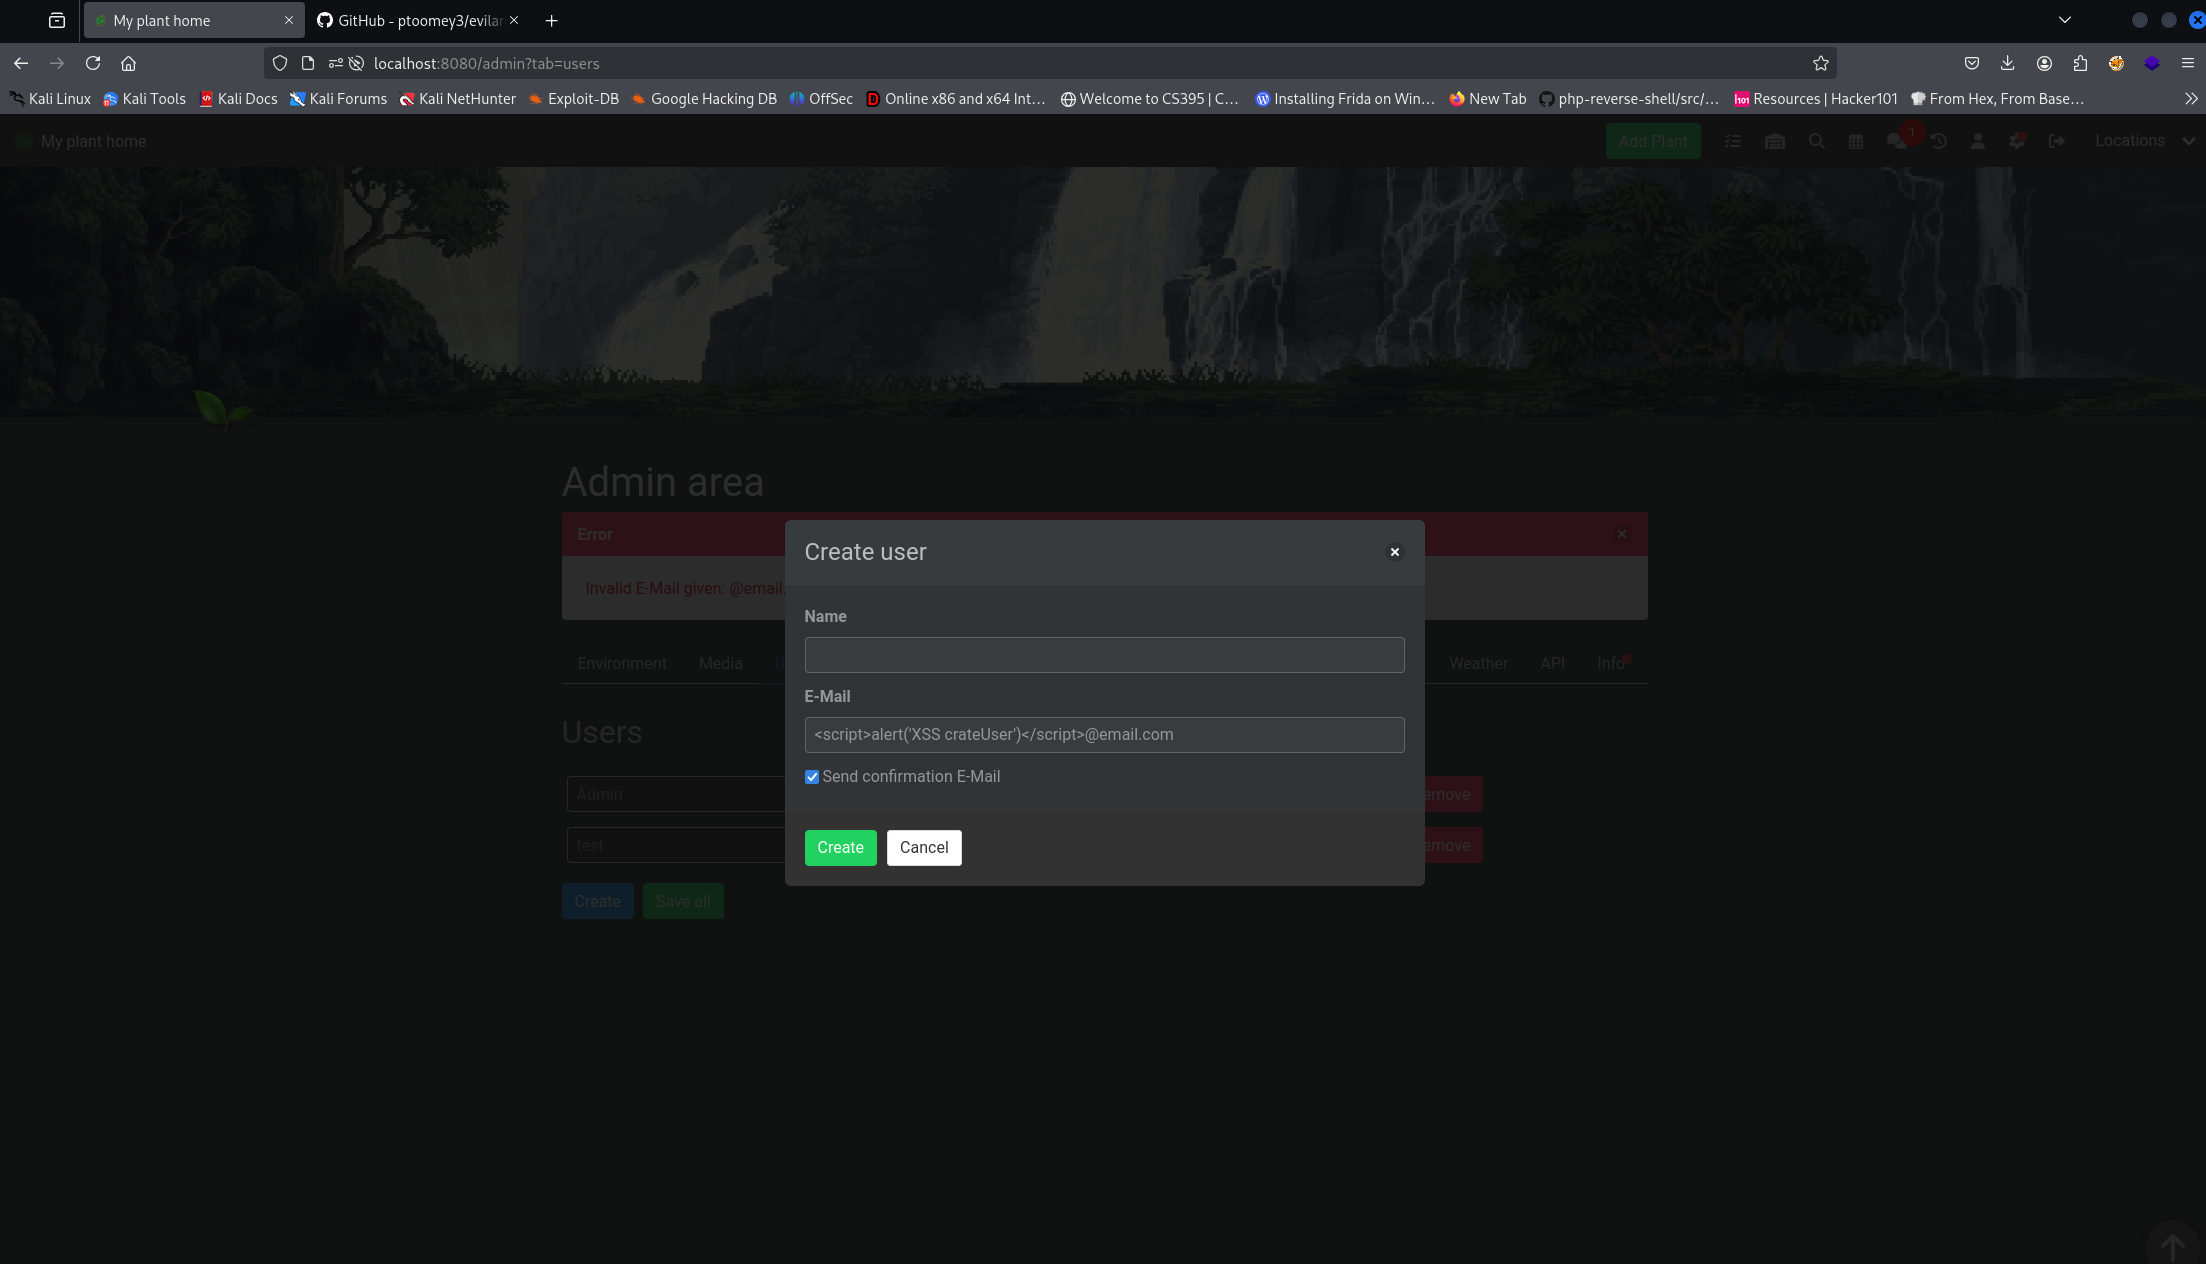 My plant home
GitHub - ptoomey3/evilar
localhost:8080/admin?tab=users
Kali Linux Kali Tools Kali Docs Kali Forums Kali NetHunter Exploit-DB Google Hacking DB OffSec Online x86 and x64 Int… Welcome to CS395 | C… Installing Frida on Win… New Tab php-reverse-shell/src/… Resources | Hacker101 From Hex, From Base…
My plant home Add Plant 1 Locations
Admin area
Error
Invalid E-Mail given: @email.
Create user
Name
E-Mail
<script>alert('XSS crateUser')</script>@email.com
Send confirmation E-Mail
Create Cancel
Environment Media U Weather API Info
Users
Admin emove
test emove
Create Save all